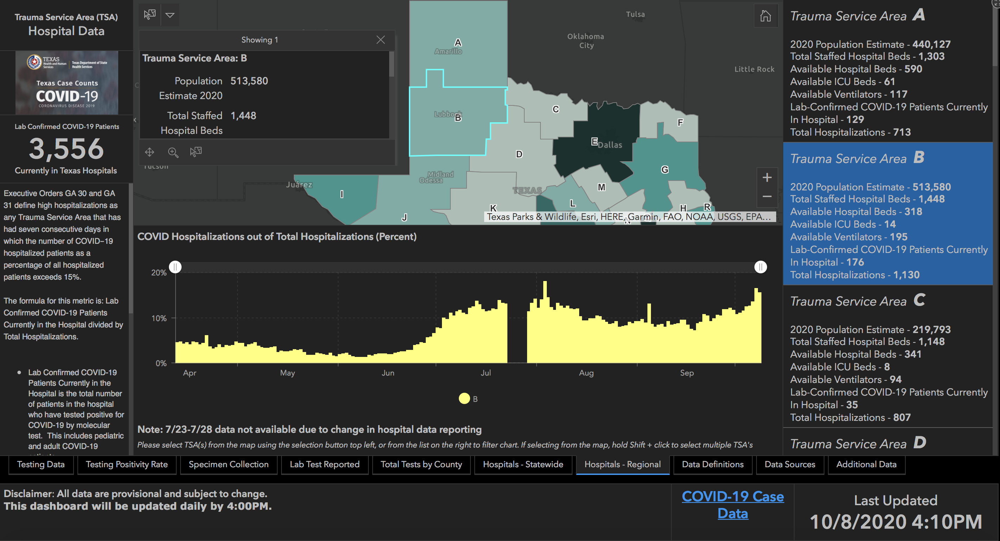 Trauma Service Area (TSA)
Hospital Data
TEXAS
Health and Human
Services
Texas Department of State
Health Services
Texas Case Counts
COVID-19
CORONAVIRUS DISEASE 2019
Lab Confirmed COVID-19 Patients
3,556
Currently in Texas Hospitals
Executive Orders GA 30 and GA
31 define high hospitalizations as
any Trauma Service Area that has
had seven consecutive days in
which the number of COVID–19
hospitalized patients as a
percentage of all hospitalized
patients exceeds 15%.
The formula for this metric is: Lab
Confirmed COVID-19 Patients
Currently in the Hospital divided by
Total Hospitalizations.
• Lab Confirmed COVID-19
Patients Currently in the
Hospital is the total number
of patients in the hospital
who have tested positive for
COVID-19 by molecular
test. This includes pediatric
and adult COVID-19
Showing 1
Trauma Service Area: B
Population 513,580
Estimate 2020
Total Staffed 1,448
Hospital Beds
Tulsa
Oklahoma
City
Little Rock
A
Amarillo
Lubbock
B
C
D
E
Dallas
F
G
Midland
Odessa
Tucson
Juárez
I
J
TEXAS
K
L
M
H
R
N
Texas Parks & Wildlife, Esri, HERE, Garmin, FAO, NOAA, USGS, EPA…
COVID Hospitalizations out of Total Hospitalizations (Percent)
20%
10%
0%
Apr May Jun Jul Aug Sep
B
Note: 7/23-7/28 data not available due to change in hospital data reporting
Please select TSA(s) from the map using the selection button top left, or from the list on the right to filter chart. If selecting from the map, hold Shift + click to select multiple TSA's
Trauma Service Area A
2020 Population Estimate - 440,127
Total Staffed Hospital Beds - 1,303
Available Hospital Beds - 590
Available ICU Beds - 61
Available Ventilators - 117
Lab-Confirmed COVID-19 Patients Currently
In Hospital - 129
Total Hospitalizations - 713
Trauma Service Area B
2020 Population Estimate - 513,580
Total Staffed Hospital Beds - 1,448
Available Hospital Beds - 318
Available ICU Beds - 14
Available Ventilators - 195
Lab-Confirmed COVID-19 Patients Currently
In Hospital - 176
Total Hospitalizations - 1,130
Trauma Service Area C
2020 Population Estimate - 219,793
Total Staffed Hospital Beds - 1,148
Available Hospital Beds - 341
Available ICU Beds - 8
Available Ventilators - 94
Lab-Confirmed COVID-19 Patients Currently
In Hospital - 35
Total Hospitalizations - 807
Trauma Service Area D
Testing Data
Testing Positivity Rate
Specimen Collection
Lab Test Reported
Total Tests by County
Hospitals - Statewide
Hospitals - Regional
Data Definitions
Data Sources
Additional Data
Disclaimer: All data are provisional and subject to change.
This dashboard will be updated daily by 4:00PM.
COVID-19 Case
Data
Last Updated
10/8/2020 4:10PM